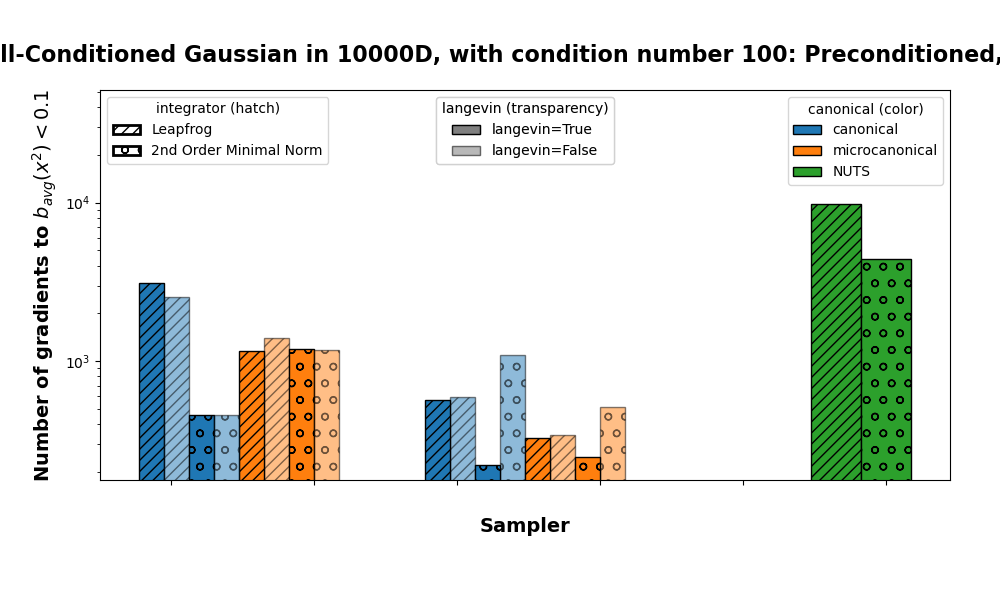 ll-Conditioned Gaussian in 10000D, with condition number 100: Preconditioned,
Number of gradients to b_avg(x²) < 0.1
integrator (hatch)
Leapfrog
2nd Order Minimal Norm
langevin (transparency)
langevin=True
langevin=False
canonical (color)
canonical
microcanonical
NUTS
10⁴
10³
Sampler